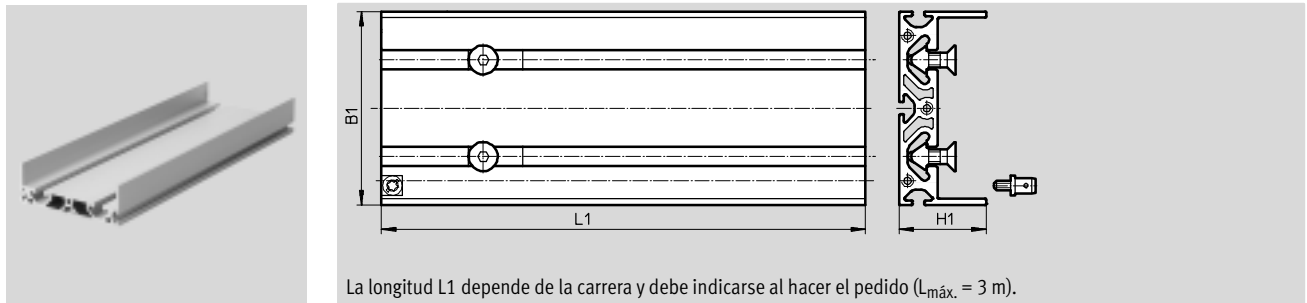 B1
L1
H1
La longitud L1 depende de la carrera y debe indicarse al hacer el pedido (Lmáx. = 3 m).